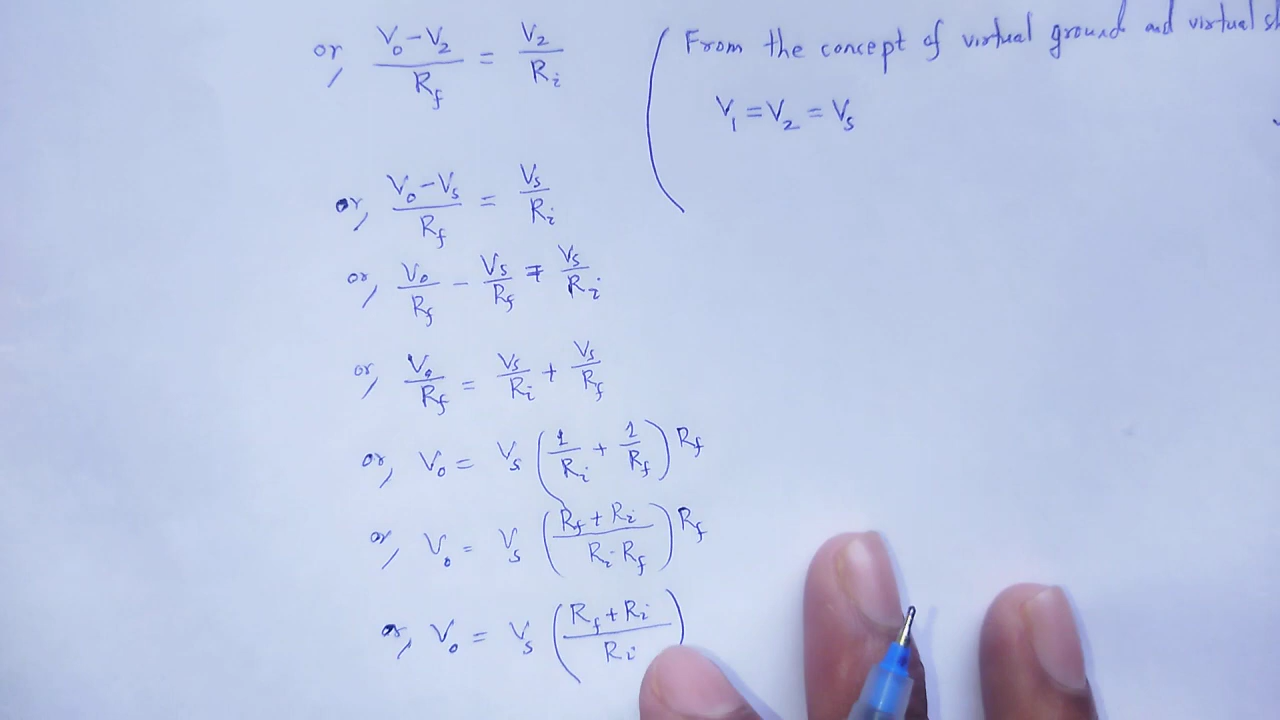 or, (V₀ − V₂)/R_f = V₂/R_i
From the concept of virtual ground and virtual
V₁ = V₂ = V_s
or, (V₀ − V_s)/R_f = V_s/R_i
or, V₀/R_f − V_s/R_f = V_s/R_i
or, V₀/R_f = V_s/R_i + V_s/R_f
or, V₀ = V_s (1/R_i + 1/R_f) R_f
or, V₀ = V_s ((R_f + R_i)/(R_i R_f)) R_f
or, V₀ = V_s ((R_f + R_i)/R_i)